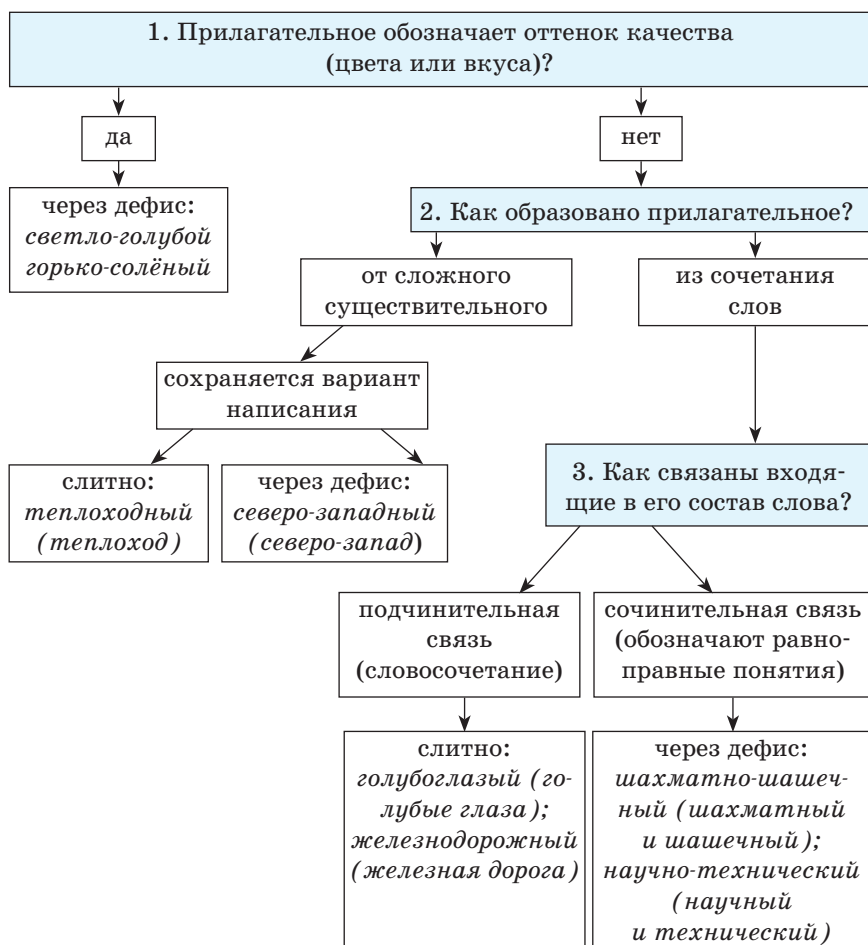 1. Прилагательное обозначает оттенок качества
(цвета или вкуса)?
да
нет
через дефис:
светло-голубой
горько-солёный
2. Как образовано прилагательное?
от сложного
существительного
из сочетания
слов
сохраняется вариант
написания
слитно:
теплоходный
(теплоход)
через дефис:
северо-западный
(северо-запад)
3. Как связаны входя-
щие в его состав слова?
подчинительная
связь
(словосочетание)
сочинительная связь
(обозначают равно-
правные понятия)
слитно:
голубоглазый (го-
лубые глаза);
железнодорожный
(железная дорога)
через дефис:
шахматно-шашеч-
ный (шахматный
и шашечный);
научно-технический
(научный
и технический)